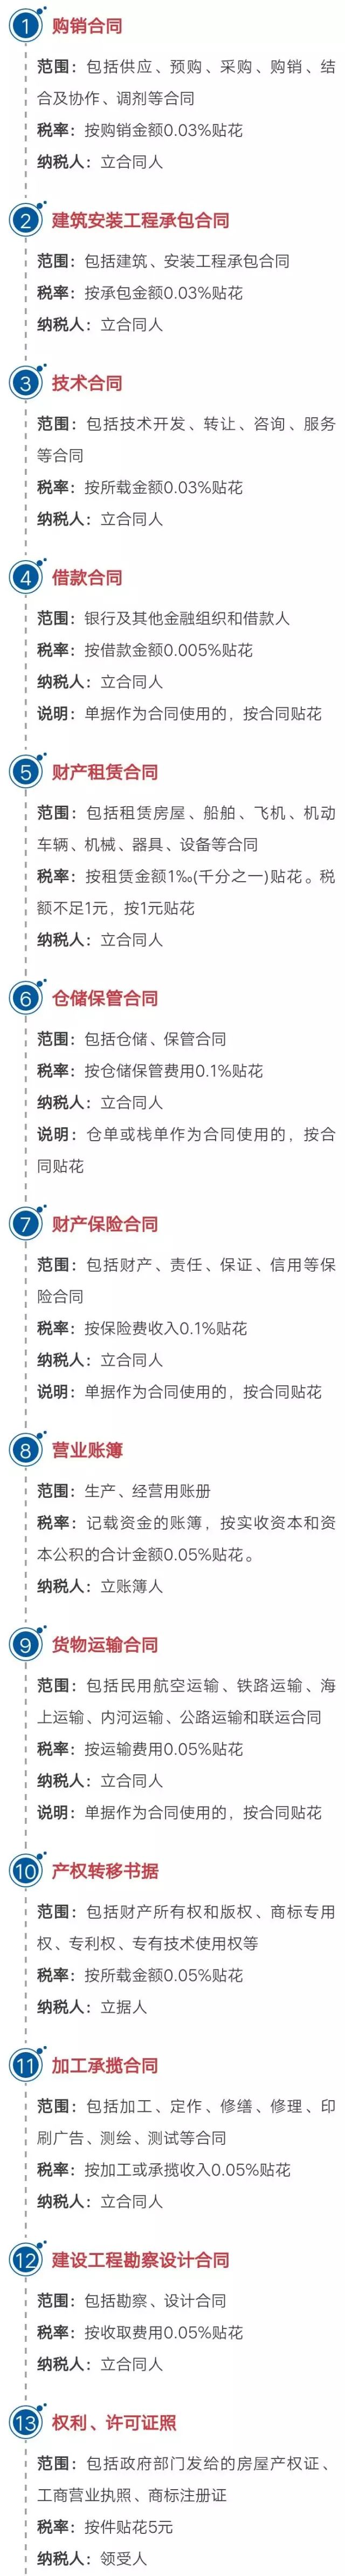 1 购销合同
范围：包括供应、预购、采购、购销、结
合及协作、调剂等合同
税率：按购销金额0.03%贴花
纳税人：立合同人
2 建筑安装工程承包合同
范围：包括建筑、安装工程承包合同
税率：按承包金额0.03%贴花
纳税人：立合同人
3 技术合同
范围：包括技术开发、转让、咨询、服务
等合同
税率：按所载金额0.03%贴花
纳税人：立合同人
4 借款合同
范围：银行及其他金融组织和借款人
税率：按借款金额0.005%贴花
纳税人：立合同人
说明：单据作为合同使用的，按合同贴花
5 财产租赁合同
范围：包括租赁房屋、船舶、飞机、机动
车辆、机械、器具、设备等合同
税率：按租赁金额1‰(千分之一)贴花。税
额不足1元，按1元贴花
纳税人：立合同人
6 仓储保管合同
范围：包括仓储、保管合同
税率：按仓储保管费用0.1%贴花
纳税人：立合同人
说明：仓单或栈单作为合同使用的，按合
同贴花
7 财产保险合同
范围：包括财产、责任、保证、信用等保
险合同
税率：按保险费收入0.1%贴花
纳税人：立合同人
说明：单据作为合同使用的，按合同贴花
8 营业账簿
范围：生产、经营用账册
税率：记载资金的账簿，按实收资本和资
本公积的合计金额0.05%贴花。
纳税人：立账簿人
9 货物运输合同
范围：包括民用航空运输、铁路运输、海
上运输、内河运输、公路运输和联运合同
税率：按运输费用0.05%贴花
纳税人：立合同人
说明：单据作为合同使用的，按合同贴花
10 产权转移书据
范围：包括财产所有权和版权、商标专用
权、专利权、专有技术使用权等
税率：按所载金额0.05%贴花
纳税人：立据人
11 加工承揽合同
范围：包括加工、定作、修缮、修理、印
刷广告、测绘、测试等合同
税率：按加工或承揽收入0.05%贴花
纳税人：立合同人
12 建设工程勘察设计合同
范围：包括勘察、设计合同
税率：按收取费用0.05%贴花
纳税人：立合同人
13 权利、许可证照
范围：包括政府部门发给的房屋产权证、
工商营业执照、商标注册证
税率：按件贴花5元
纳税人：领受人